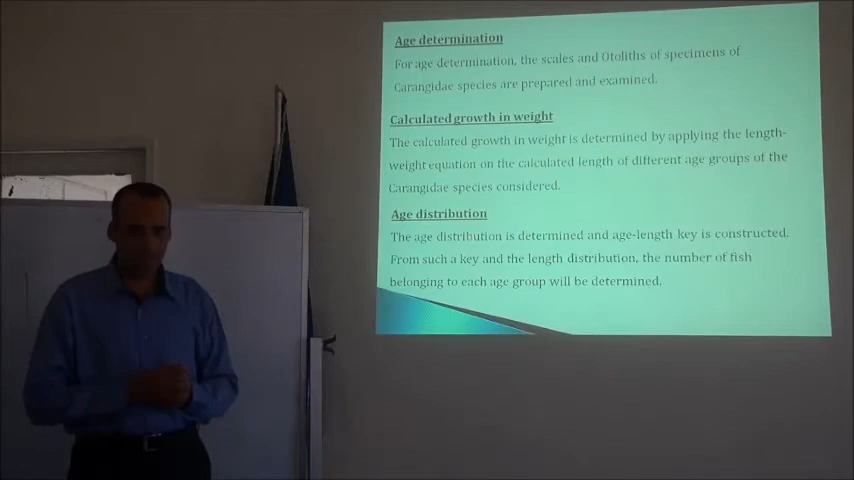 Age determination
For age determination, the scales and Otoliths of specimens of
Carangidae species are prepared and examined.
Calculated growth in weight
The calculated growth in weight is determined by applying the length-
weight equation on the calculated length of different age groups of the
Carangidae species considered.
Age distribution
The age distribution is determined and age-length key is constructed.
From such a key and the length distribution, the number of fish
belonging to each age group will be determined.